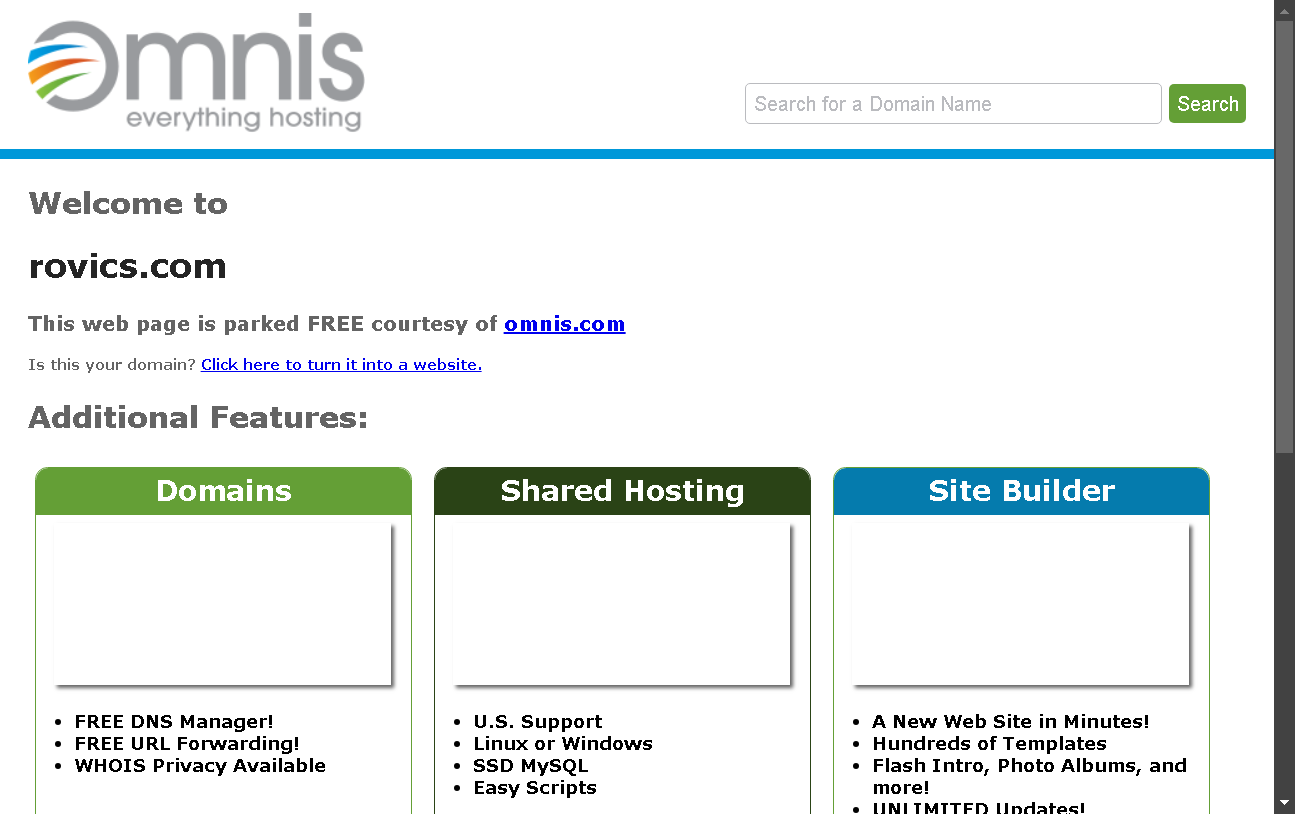 Omnis
everything hosting
Search for a Domain Name
Search
Welcome to
rovics.com
This web page is parked FREE courtesy of omnis.com
Is this your domain? Click here to turn it into a website.
Additional Features:
Domains
FREE DNS Manager!
FREE URL Forwarding!
WHOIS Privacy Available
Shared Hosting
U.S. Support
Linux or Windows
SSD MySQL
Easy Scripts
Site Builder
A New Web Site in Minutes!
Hundreds of Templates
Flash Intro, Photo Albums, and
more!
UNLIMITED Updates!